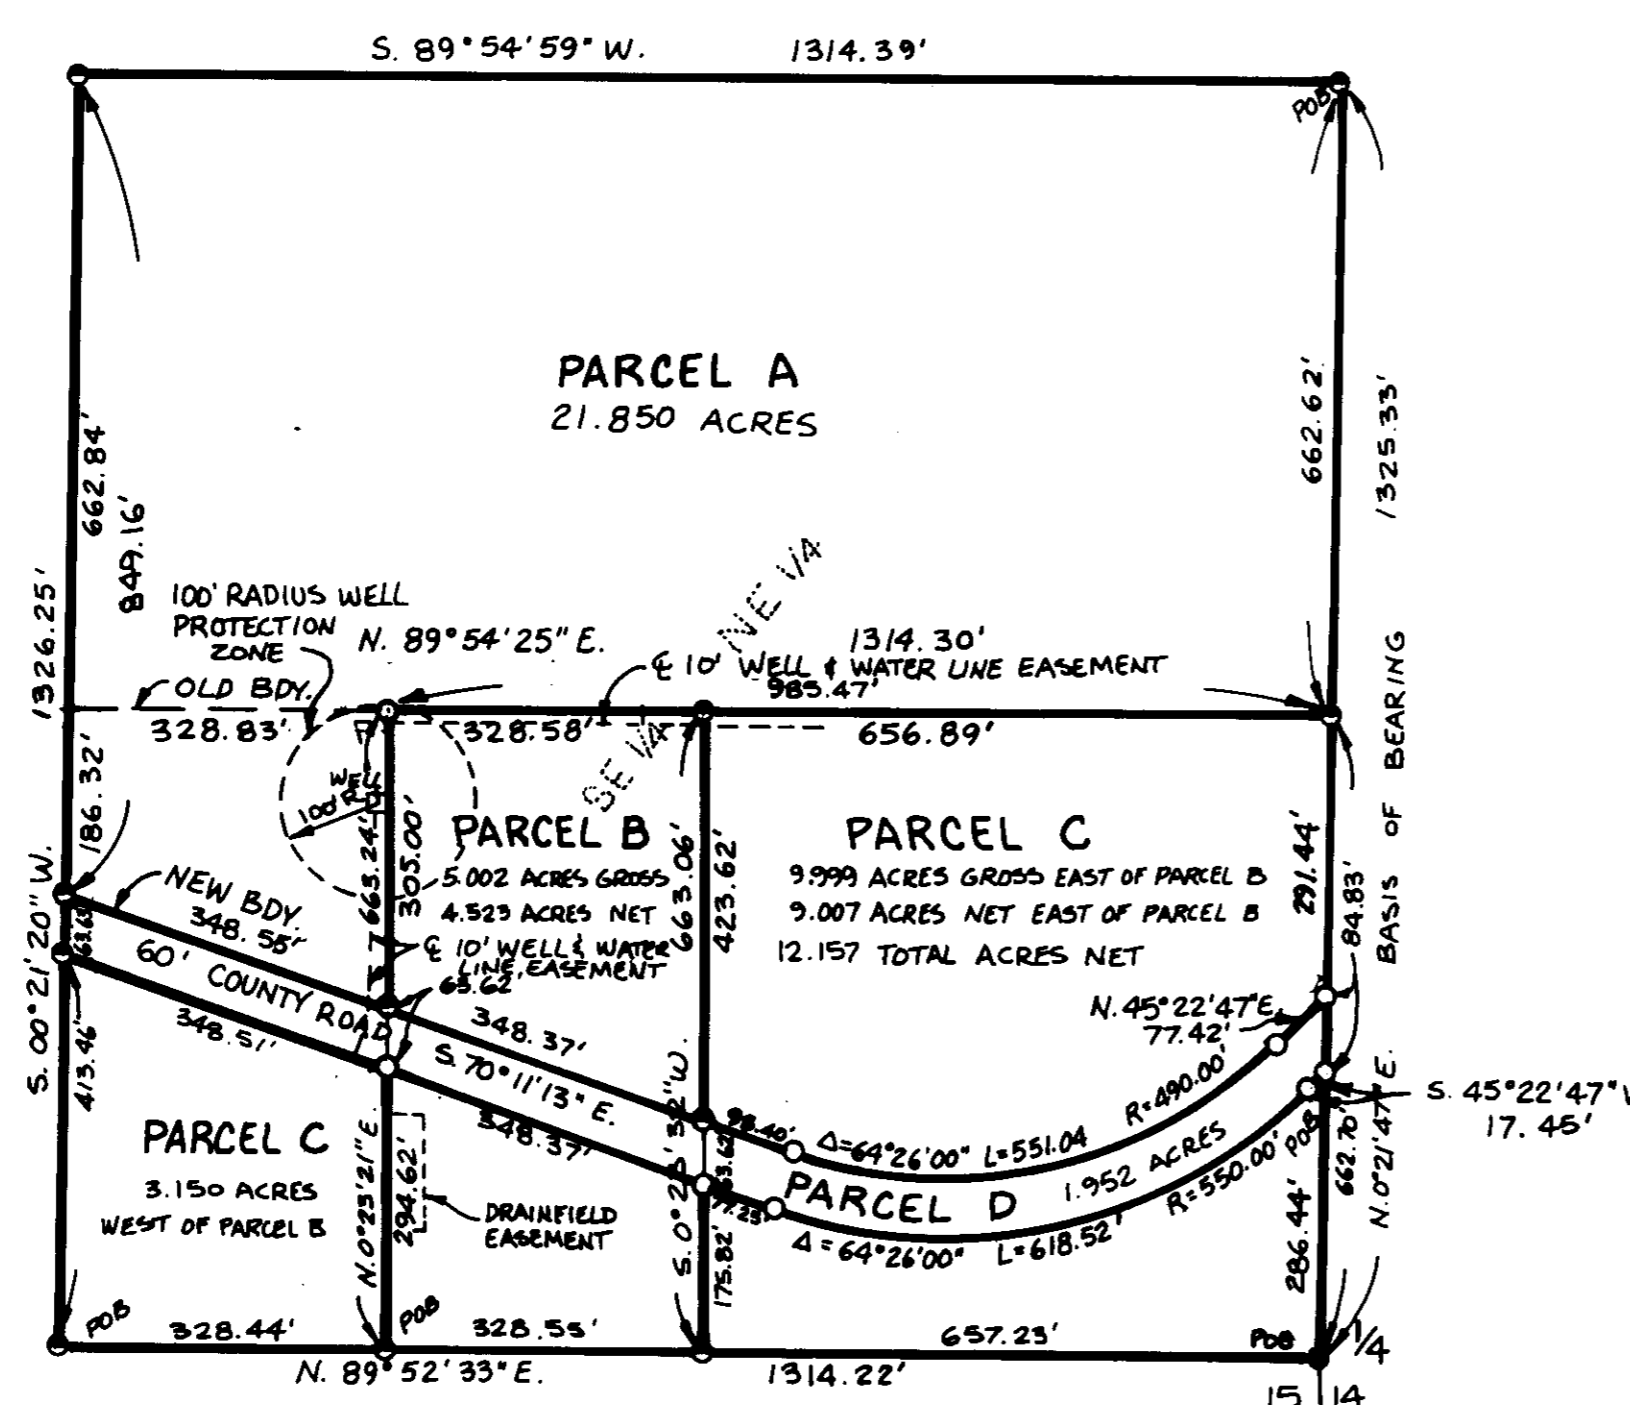 S. 89°54'59" W. 1314.39'
POB
PARCEL A
21.850 ACRES
662.62'
1325.33'
662.84'
849.16'
1326.25'
SE 1/4 NE 1/4
100' RADIUS WELL
PROTECTION
ZONE
N. 89°54'25" E. 1314.30'
℄ 10' WELL & WATER LINE EASEMENT
985.47'
OLD BDY.
328.83'
328.58'
656.89'
BASIS OF BEARING
186.32'
WELL
100' R
663.24'
305.00'
PARCEL B
5.002 ACRES GROSS
4.523 ACRES NET
663.06'
423.62'
PARCEL C
9.999 ACRES GROSS EAST OF PARCEL B
9.007 ACRES NET EAST OF PARCEL B
12.157 TOTAL ACRES NET
291.44'
84.83'
NEW BDY.
348.55'
63.63'
60' COUNTY ROAD
℄ 10' WELL & WATER
LINE EASEMENT
63.62'
S. 00°21'20" W.
413.46'
348.51'
348.37'
S. 70°11'13" E.
348.37'
N. 45°22'47" E.
77.42'
S. 45°22'47"
17.45'
98.40'
Δ=64°26'00" L=551.04
R=490.00'
63.62'
77.23'
PARCEL D
1.952 ACRES
R=550.00'
POB
Δ=64°26'00" L=618.52'
662.70'
N. 0°21'47" E.
286.44'
PARCEL C
3.150 ACRES
WEST OF PARCEL B
N. 0°23'21" E.
294.62'
DRAINFIELD
EASEMENT
175.82'
POB
328.44'
POB
328.55'
657.23'
POB
1/4
N. 89°52'33" E. 1314.22'
15 14